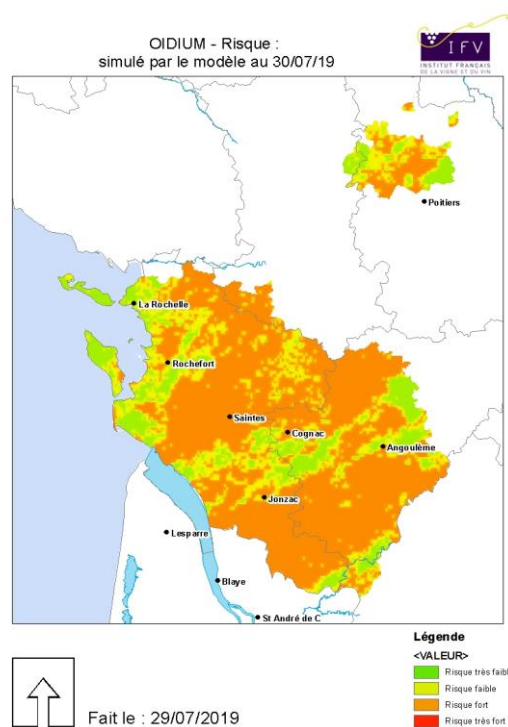 OIDIUM - Risque :
simulé par le modèle au 30/07/19
IFV
INSTITUT FRANÇAIS
DE LA VIGNE ET DU VIN
Poitiers
La Rochelle
Rochefort
Saintes
Cognac
Angoulême
Jonzac
Lesparre
Blaye
St André de C
Légende
<VALEUR>
Risque très faibl
Risque faible
Risque fort
Risque très fort
Fait le : 29/07/2019